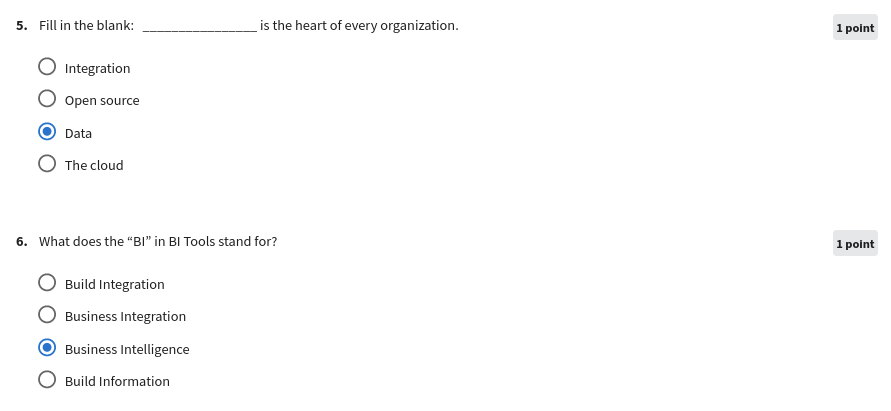 5. Fill in the blank: ________________ is the heart of every organization.
1 point
Integration
Open source
Data
The cloud
6. What does the “BI” in BI Tools stand for?
1 point
Build Integration
Business Integration
Business Intelligence
Build Information